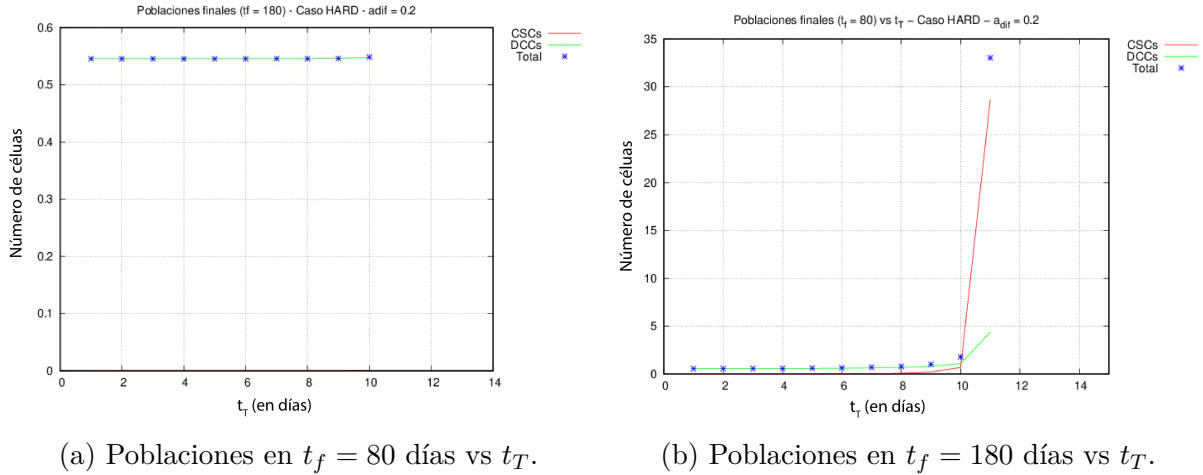 Poblaciones finales (tf = 180) - Caso HARD - adif = 0.2
0.6
0.5
0.4
0.3
0.2
0.1
0
0
2
4
6
8
10
12
14
Número de céluas
t_T (en días)
CSCs
DCCs
Total
(a) Poblaciones en t_f = 80 días vs t_T.
Poblaciones finales (t_f = 80) vs t_T – Caso HARD – a_dif = 0.2
35
30
25
20
15
10
5
0
0
2
4
6
8
10
12
14
Número de céluas
t_T (en días)
CSCs
DCCs
Total
(b) Poblaciones en t_f = 180 días vs t_T.